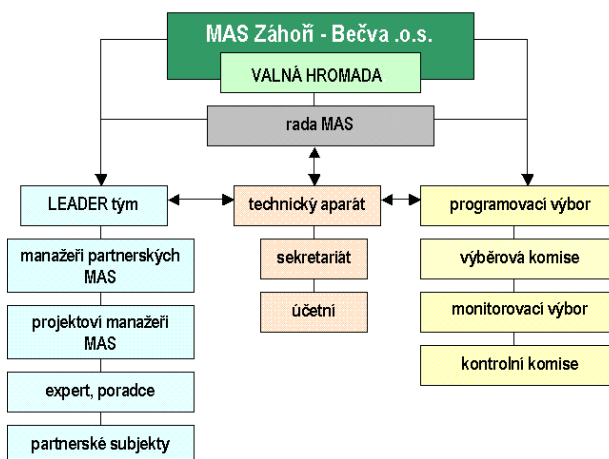 MAS Záhoří - Bečva .o.s.
VALNÁ HROMADA
rada MAS
LEADER tým
technický aparát
programovací výbor
manažeři partnerských
MAS
sekretariát
výběrová komise
projektoví manažeři
MAS
účetní
monitorovací výbor
expert, poradce
kontrolní komise
partnerské subjekty